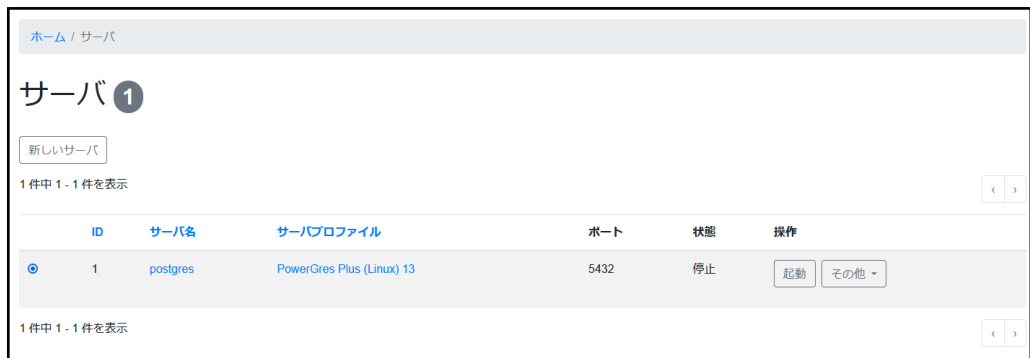 ホーム / サーバ
サーバ 1
新しいサーバ
1 件中 1 - 1 件を表示
‹ ›
ID サーバ名 サーバプロファイル ポート 状態 操作
1 postgres PowerGres Plus (Linux) 13 5432 停止 起動 その他
1 件中 1 - 1 件を表示
‹ ›